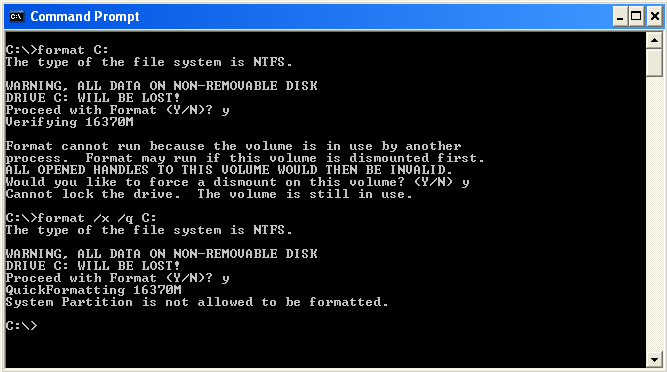 Command Prompt
C:\>format C:
The type of the file system is NTFS.
WARNING, ALL DATA ON NON-REMOVABLE DISK
DRIVE C: WILL BE LOST!
Proceed with Format (Y/N)? y
Verifying 16370M
Format cannot run because the volume is in use by another
process.  Format may run if this volume is dismounted first.
ALL OPENED HANDLES TO THIS VOLUME WOULD THEN BE INVALID.
Would you like to force a dismount on this volume? (Y/N) y
Cannot lock the drive.  The volume is still in use.
C:\>format /x /q C:
The type of the file system is NTFS.
WARNING, ALL DATA ON NON-REMOVABLE DISK
DRIVE C: WILL BE LOST!
Proceed with Format (Y/N)? y
QuickFormatting 16370M
System Partition is not allowed to be formatted.
C:\>